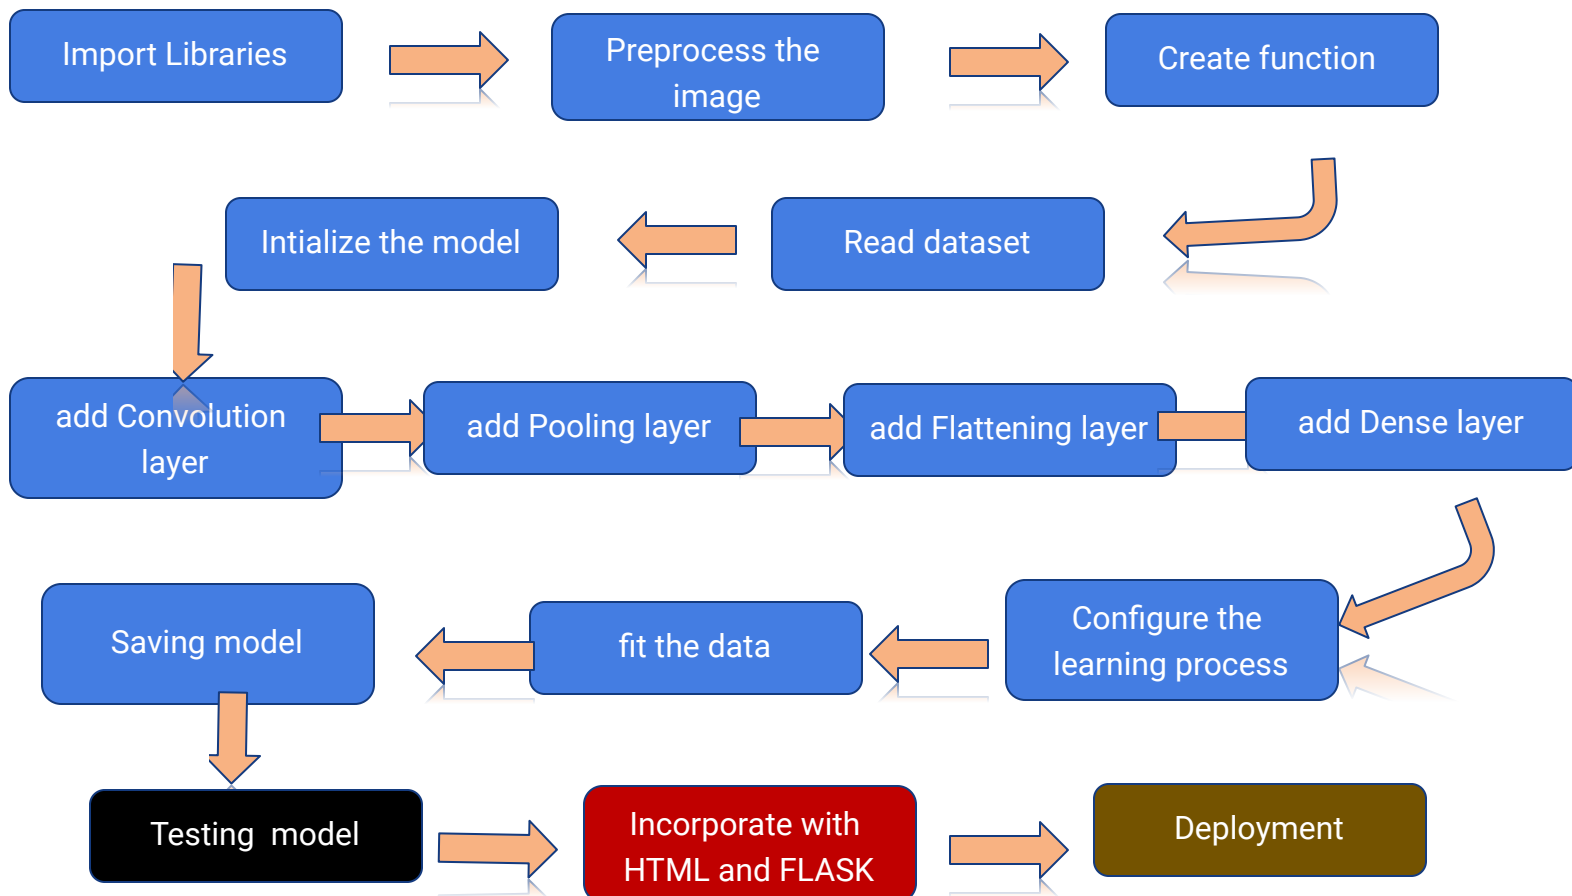 Import Libraries
Preprocess the
image
Create function
Read dataset
Intialize the model
add Convolution
layer
add Pooling layer
add Flattening layer
add Dense layer
Configure the
learning process
fit the data
Saving model
Testing  model
Incorporate with
HTML and FLASK
Deployment